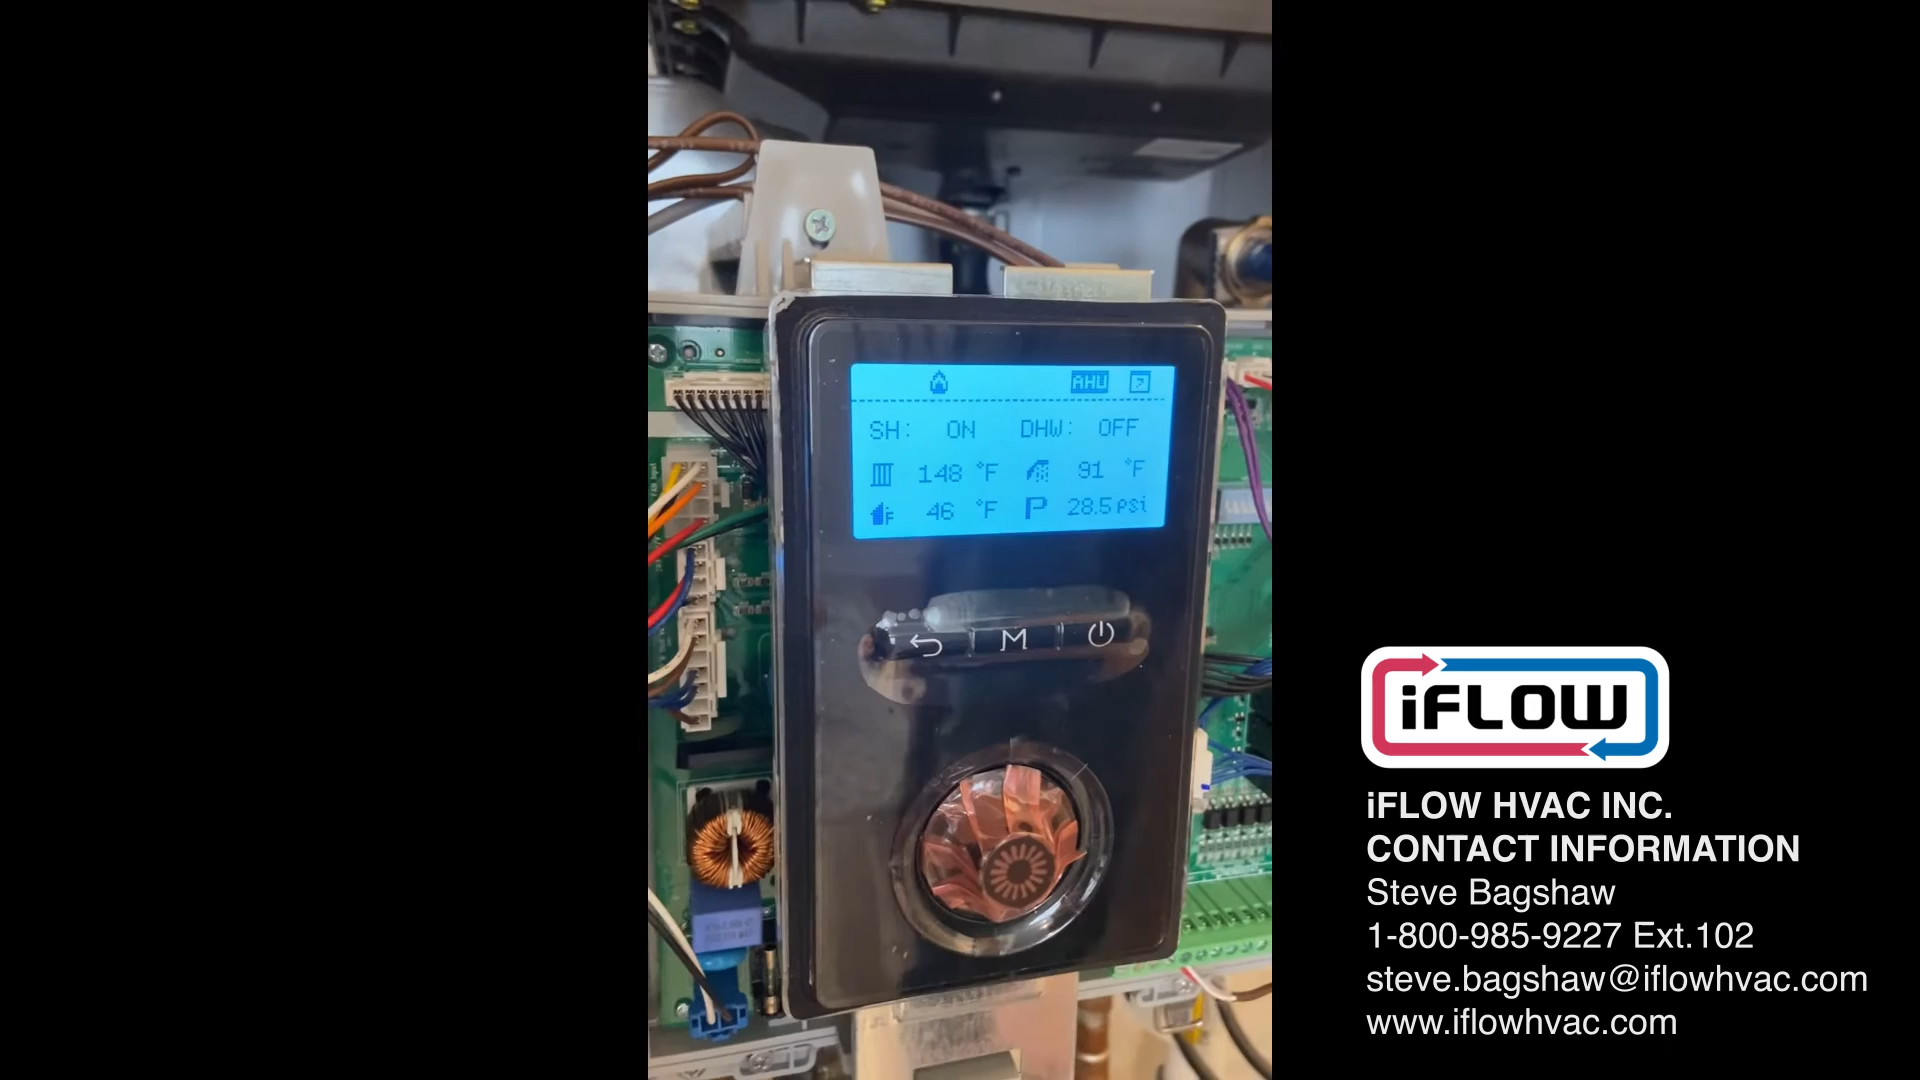 AHU
SH: ON DHW: OFF
148 °F 91 °F
46 °F P 28.5 psi
M
iFLOW
iFLOW HVAC INC.
CONTACT INFORMATION
Steve Bagshaw
1-800-985-9227 Ext.102
steve.bagshaw@iflowhvac.com
www.iflowhvac.com